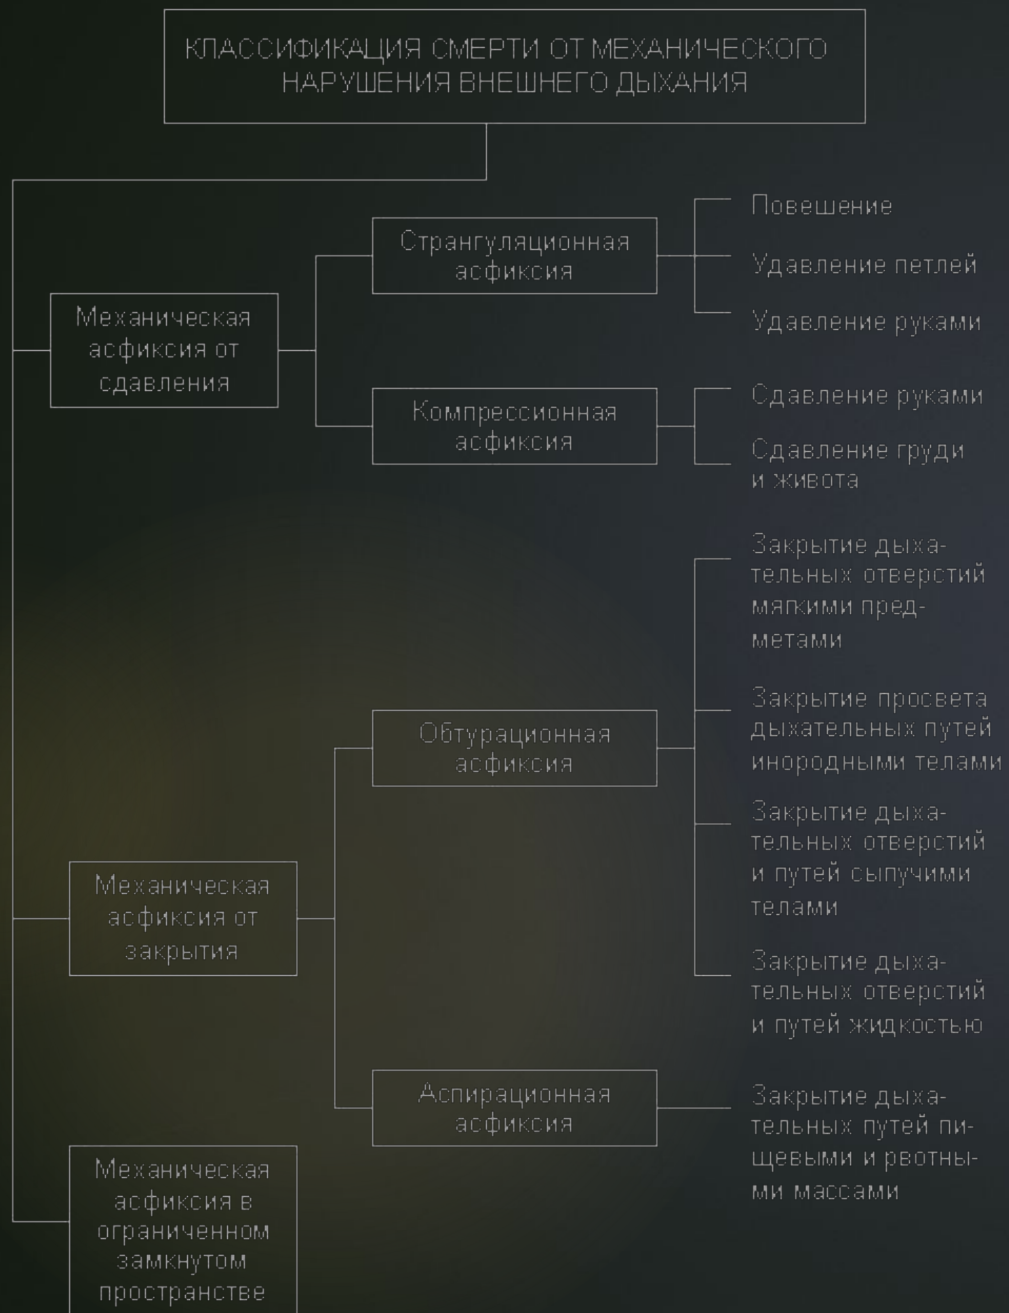 КЛАССИФИКАЦИЯ СМЕРТИ ОТ МЕХАНИЧЕСКОГО
НАРУШЕНИЯ ВНЕШНЕГО ДЫХАНИЯ
Механическая
асфиксия от
сдавления
Странгуляционная
асфиксия
Повешение
Удавление петлей
Удавление руками
Компрессионная
асфиксия
Сдавление руками
Сдавление груди
и живота
Механическая
асфиксия от
закрытия
Обтурационная
асфиксия
Закрытие дыха-
тельных отверстий
мягкими пред-
метами
Закрытие просвета
дыхательных путей
инородными телами
Закрытие дыха-
тельных отверстий
и путей сыпучими
телами
Закрытие дыха-
тельных отверстий
и путей жидкостью
Аспирационная
асфиксия
Закрытие дыха-
тельных путей пи-
щевыми и рвотны-
ми массами
Механическая
асфиксия в
ограниченном
замкнутом
пространстве